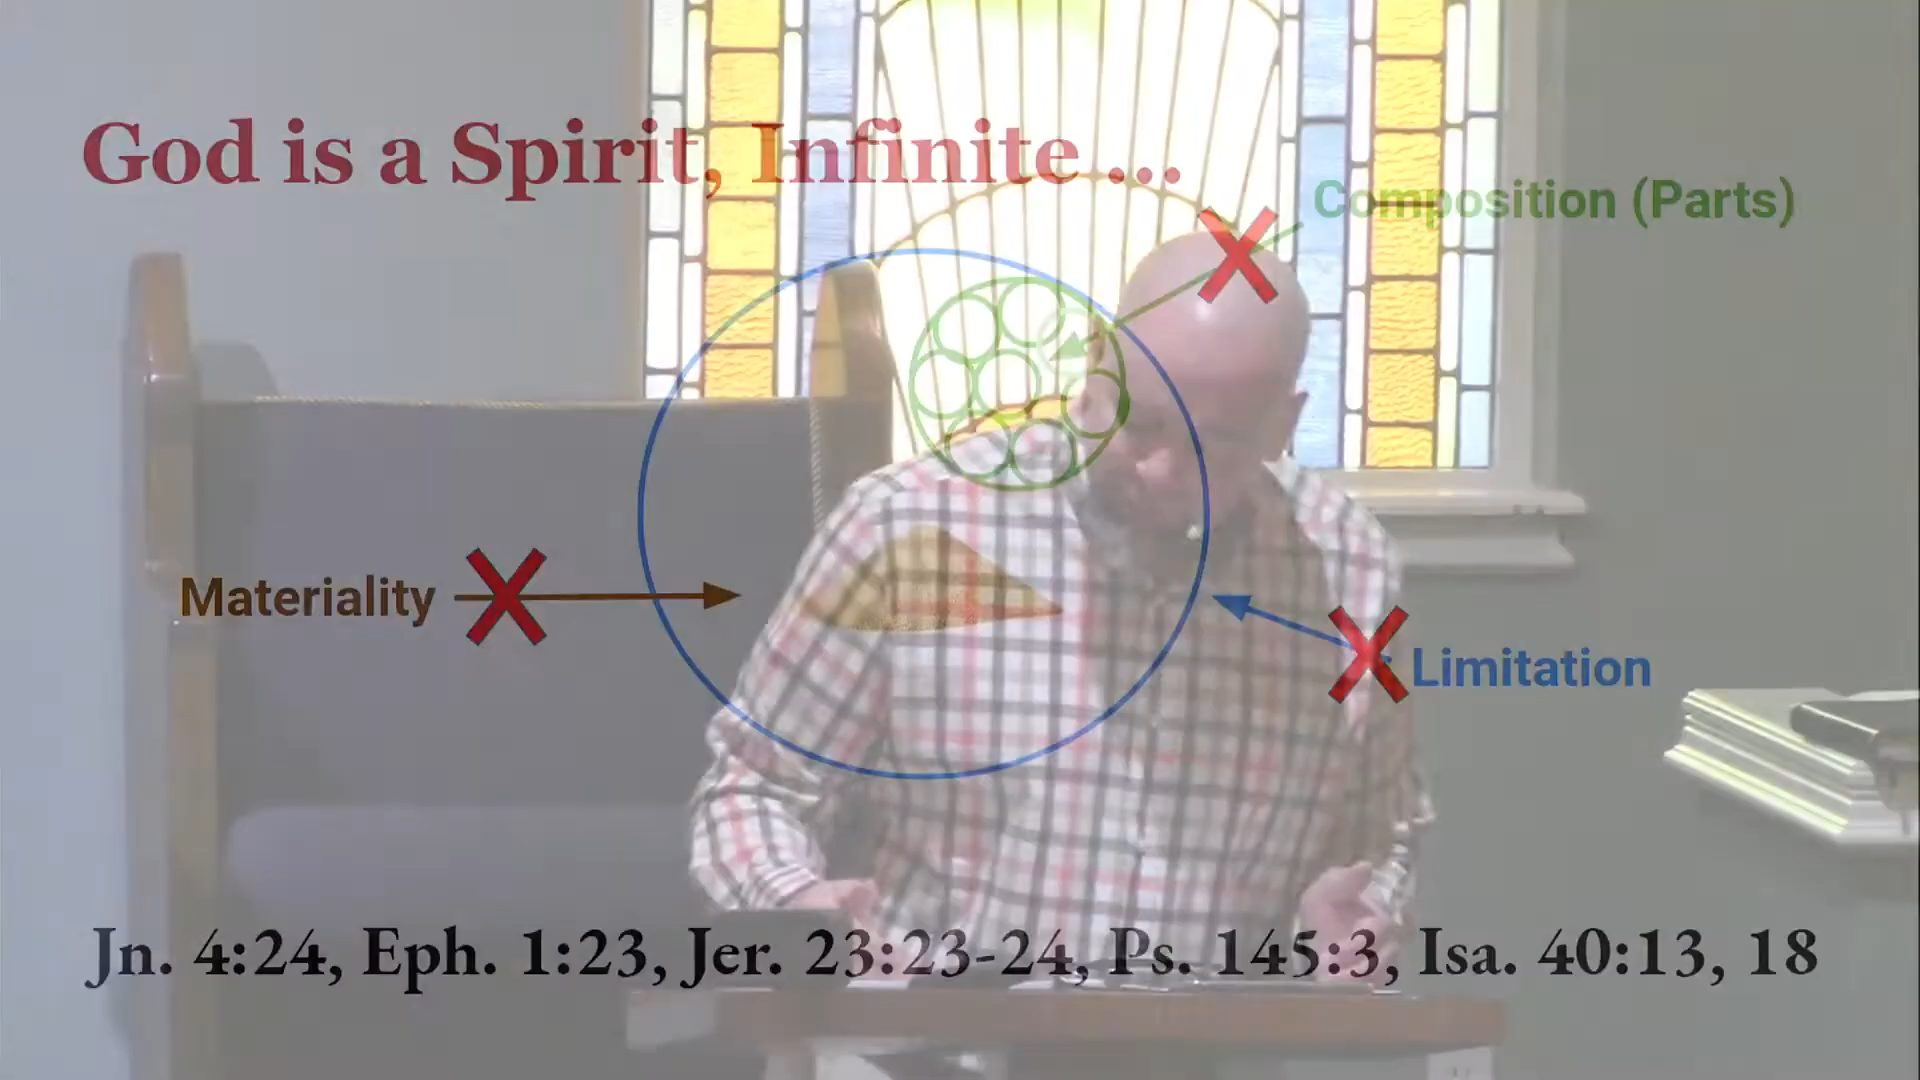 God is a Spirit, Infinite ...
Composition (Parts)
Materiality
Limitation
Jn. 4:24, Eph. 1:23, Jer. 23:23-24, Ps. 145:3, Isa. 40:13, 18